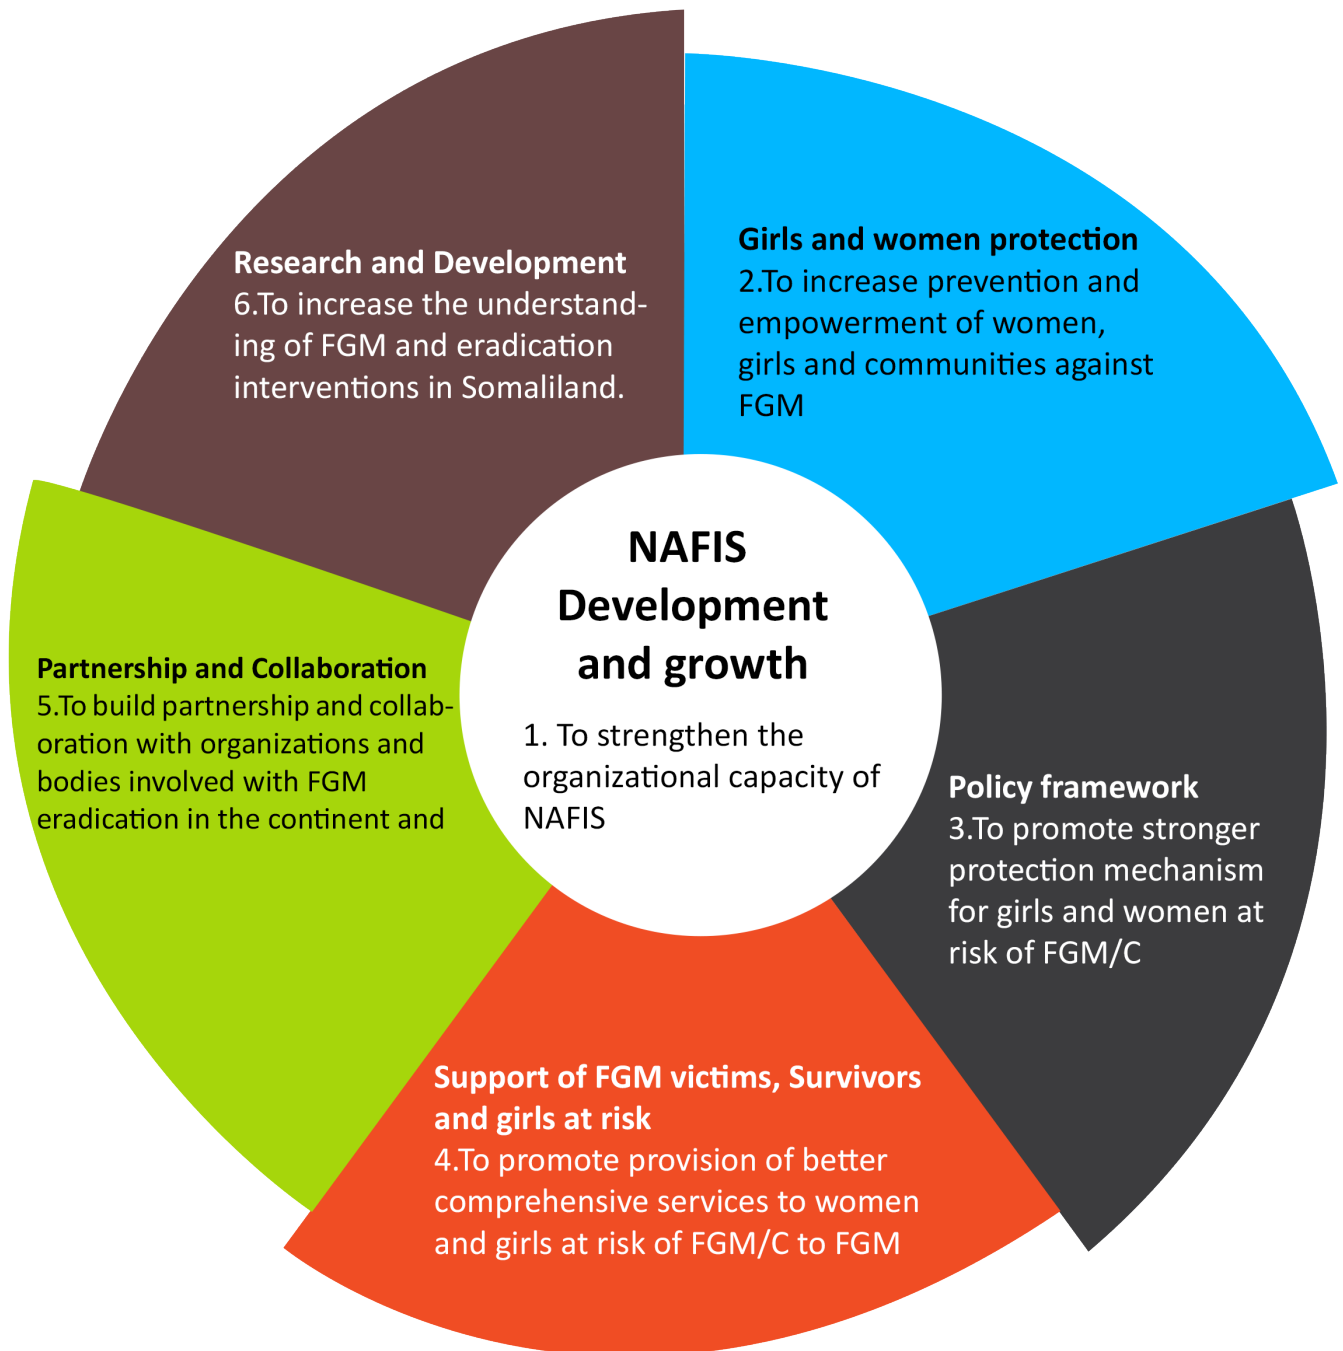 NAFIS
Development
and growth
1. To strengthen the
organizational capacity of
NAFIS
Girls and women protection
2.To increase prevention and
empowerment of women,
girls and communities against
FGM
Policy framework
3.To promote stronger
protection mechanism
for girls and women at
risk of FGM/C
Support of FGM victims, Survivors
and girls at risk
4.To promote provision of better
comprehensive services to women
and girls at risk of FGM/C to FGM
Partnership and Collaboration
5.To build partnership and collab-
oration with organizations and
bodies involved with FGM
eradication in the continent and
Research and Development
6.To increase the understand-
ing of FGM and eradication
interventions in Somaliland.